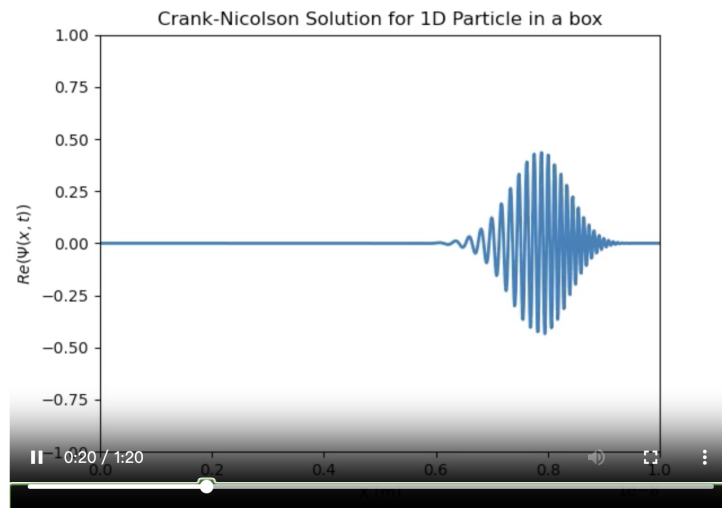 Crank-Nicolson Solution for 1D Particle in a box
1.00
0.75
0.50
0.25
0.00
−0.25
−0.50
−0.75
−1.00
Re(Ψ(x, t))
0:20 / 1:20
0.0 0.2 0.4 0.6 0.8 1.0
x (m)